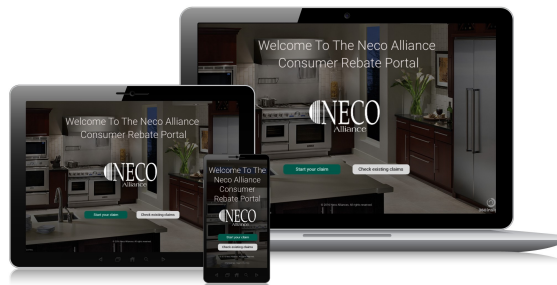 Welcome To The Neco Alliance
Consumer Rebate Portal
NECO
Alliance
Start your claim
Check existing claims
Welcome To The Neco Alliance
Consumer Rebate Portal
NECO
Alliance
Start your claim
Check existing claims
Welcome To The
Neco Alliance
Consumer
Rebate Portal
NECO
Alliance
Start your claim
Check existing claims